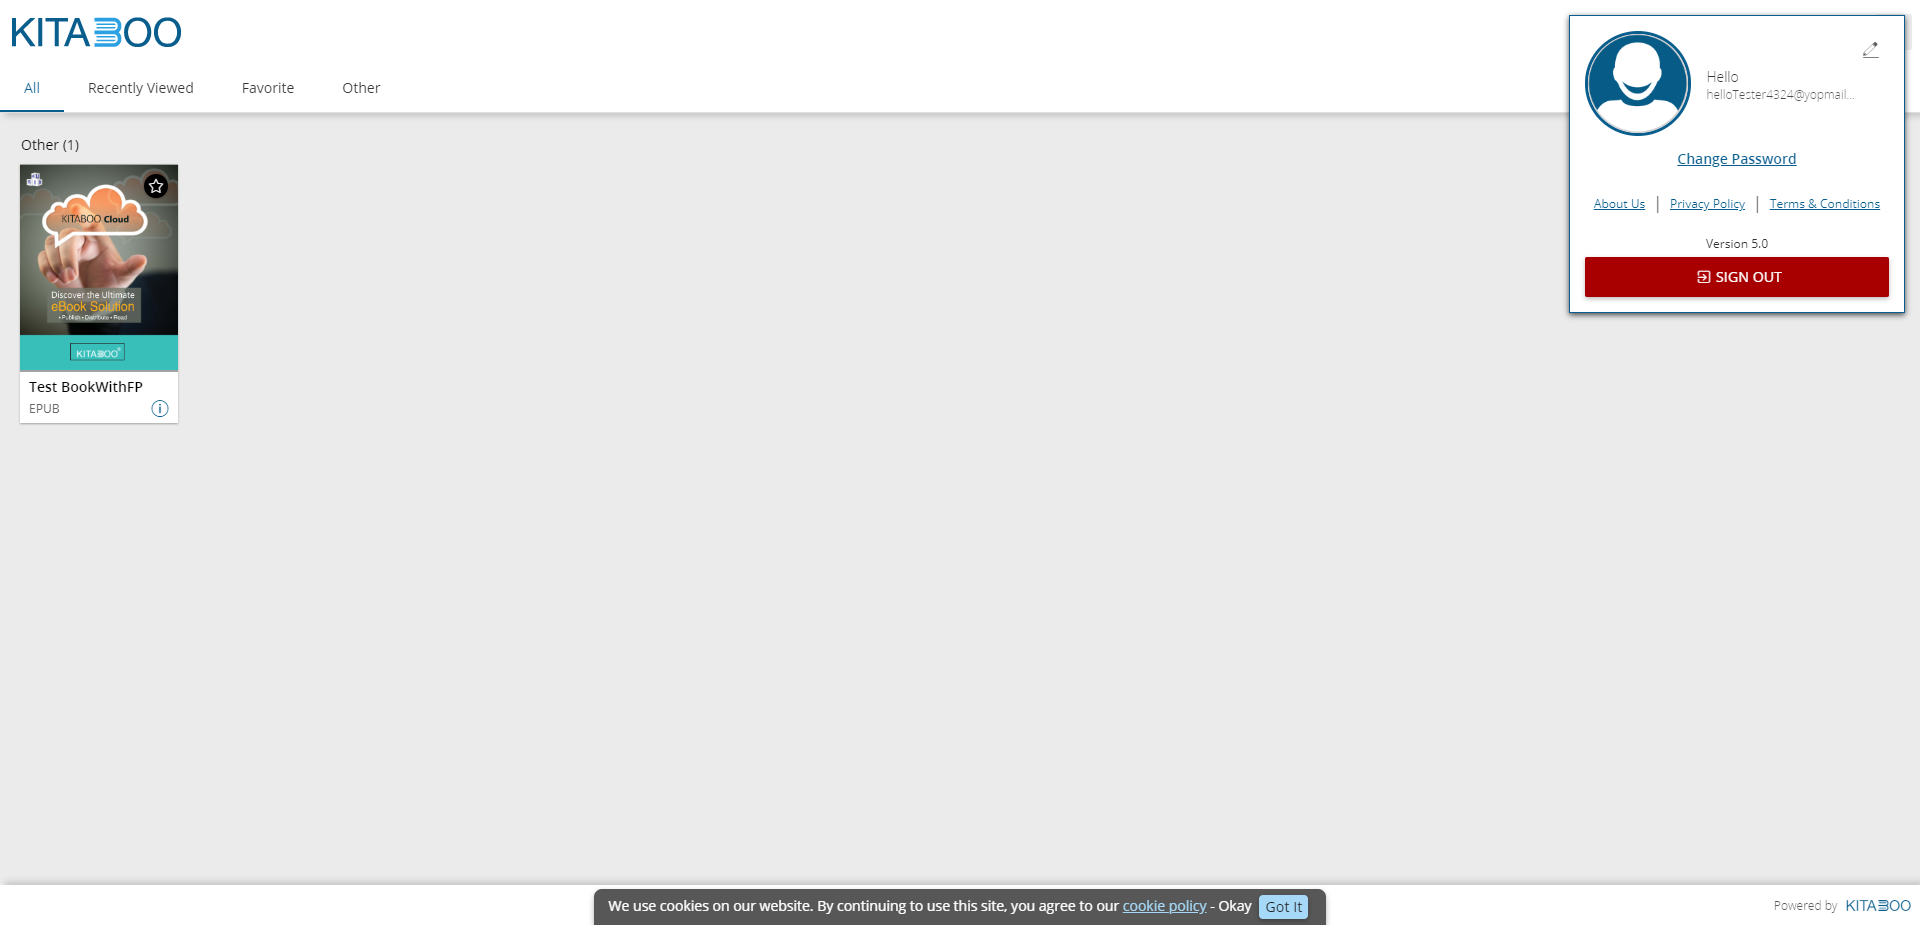 KITABOO
All
Recently Viewed
Favorite
Other
Hello
helloTester4324@yopmail...
Change Password
About Us | Privacy Policy | Terms & Conditions
Version 5.0
SIGN OUT
Other (1)
KITABOO Cloud
Discover the Ultimate
eBook Solution
• Publish • Distribute • Read
KITABOO®
Test BookWithFP
EPUB
We use cookies on our website. By continuing to use this site, you agree to our cookie policy - Okay Got It
Powered by KITABOO